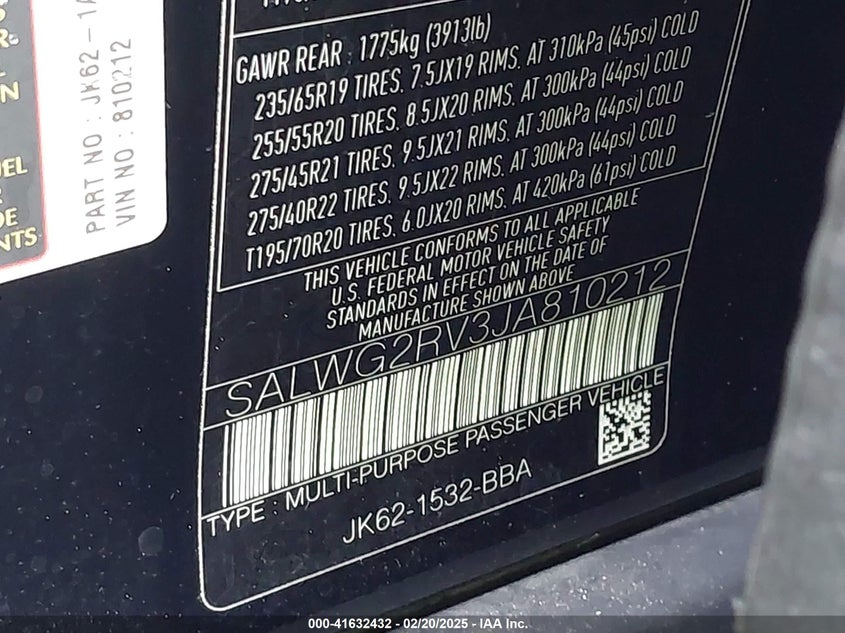 GAWR REAR : 1775kg (3913lb)
235/65R19 TIRES, 7.5JX19 RIMS, AT 310kPa (45psi) COLD
255/55R20 TIRES, 8.5JX20 RIMS, AT 300kPa (44psi) COLD
275/45R21 TIRES, 9.5JX21 RIMS, AT 300kPa (44psi) COLD
275/40R22 TIRES, 9.5JX22 RIMS, AT 300kPa (44psi) COLD
T195/70R20 TIRES, 6.0JX20 RIMS, AT 420kPa (61psi) COLD
THIS VEHICLE CONFORMS TO ALL APPLICABLE
U.S. FEDERAL MOTOR VEHICLE SAFETY
STANDARDS IN EFFECT ON THE DATE OF
MANUFACTURE SHOWN ABOVE
SALWG2RV3JA810212
TYPE : MULTI-PURPOSE PASSENGER VEHICLE
JK62-1532-BBA
PART NO : JK62 - 1A
VIN NO : 810212
000-41632432 - 02/20/2025 - IAA Inc.